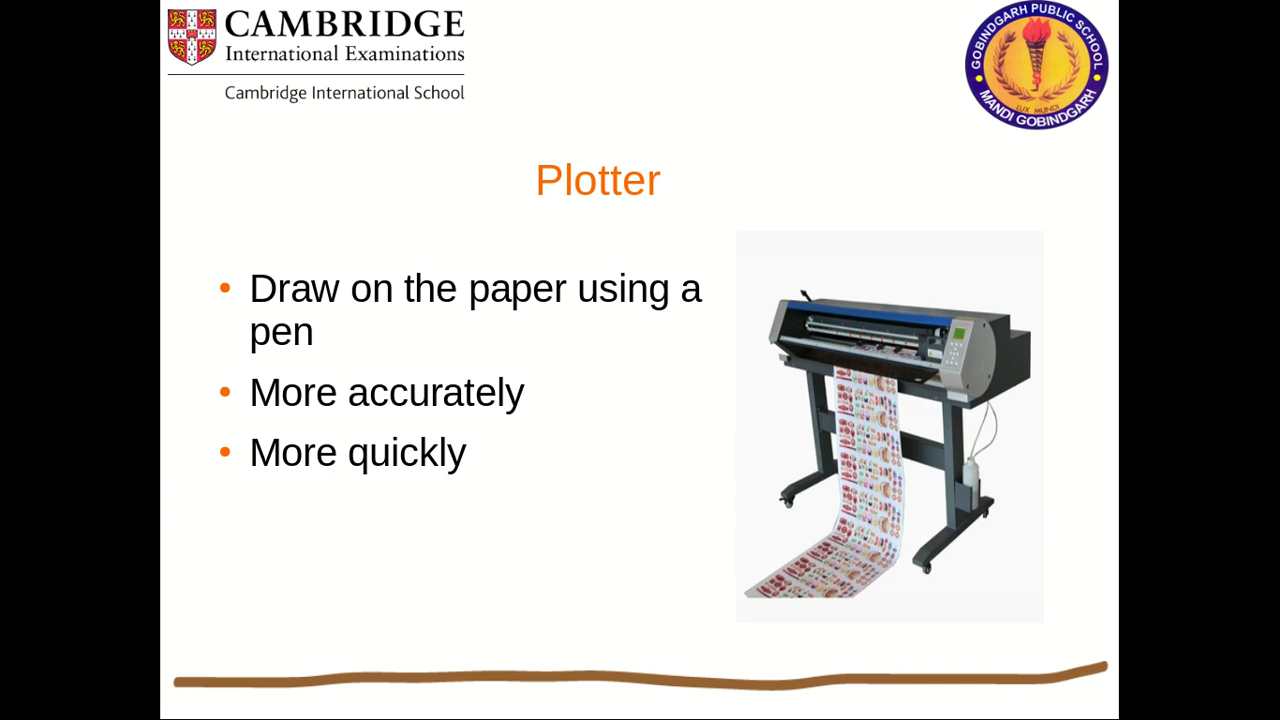 CAMBRIDGE
International Examinations
Cambridge International School
GOBINDGARH PUBLIC SCHOOL
LUX MUNDI
MANDI GOBINDGARH
Plotter
• Draw on the paper using a
pen
• More accurately
• More quickly